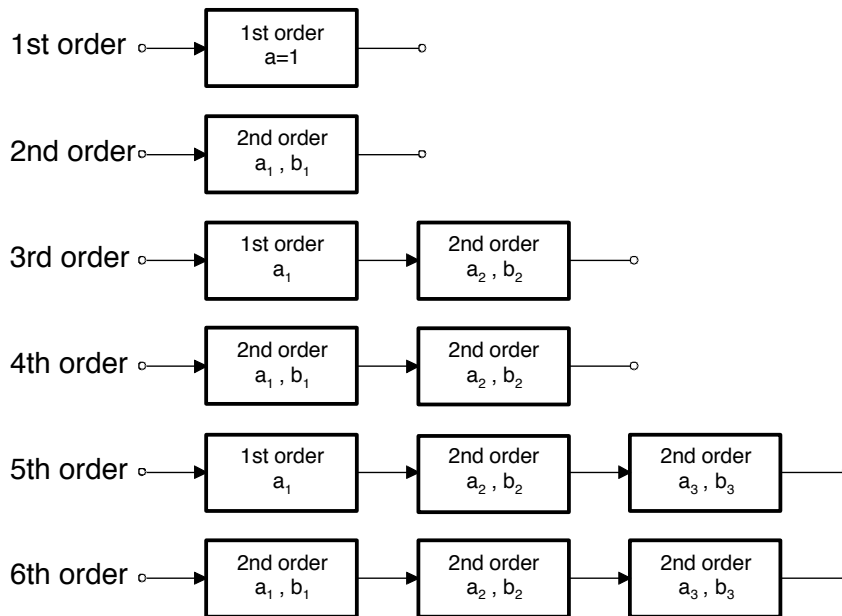 1st order
1st order
a=1
2nd order
2nd order
a₁ , b₁
3rd order
1st order
a₁
2nd order
a₂ , b₂
4th order
2nd order
a₁ , b₁
2nd order
a₂ , b₂
5th order
1st order
a₁
2nd order
a₂ , b₂
2nd order
a₃ , b₃
6th order
2nd order
a₁ , b₁
2nd order
a₂ , b₂
2nd order
a₃ , b₃